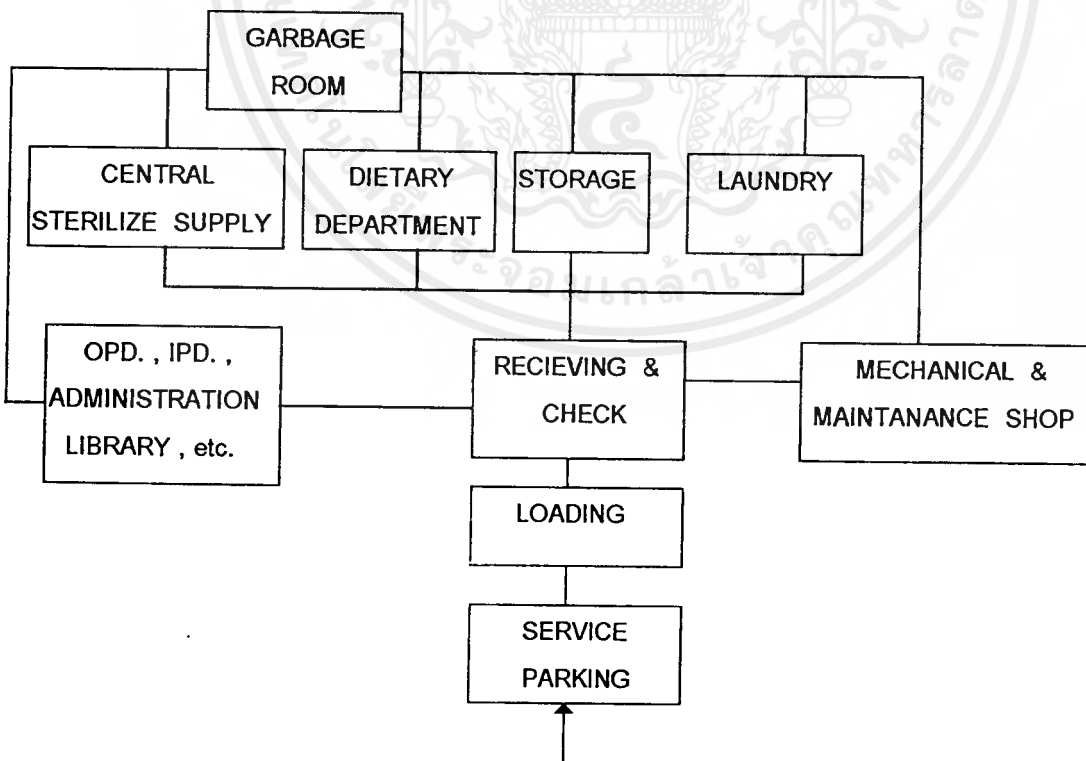 GARBAGE
ROOM
CENTRAL
STERILIZE SUPPLY
DIETARY
DEPARTMENT
STORAGE
LAUNDRY
OPD. , IPD. ,
ADMINISTRATION
LIBRARY , etc.
RECIEVING &
CHECK
MECHANICAL &
MAINTANANCE SHOP
LOADING
SERVICE
PARKING